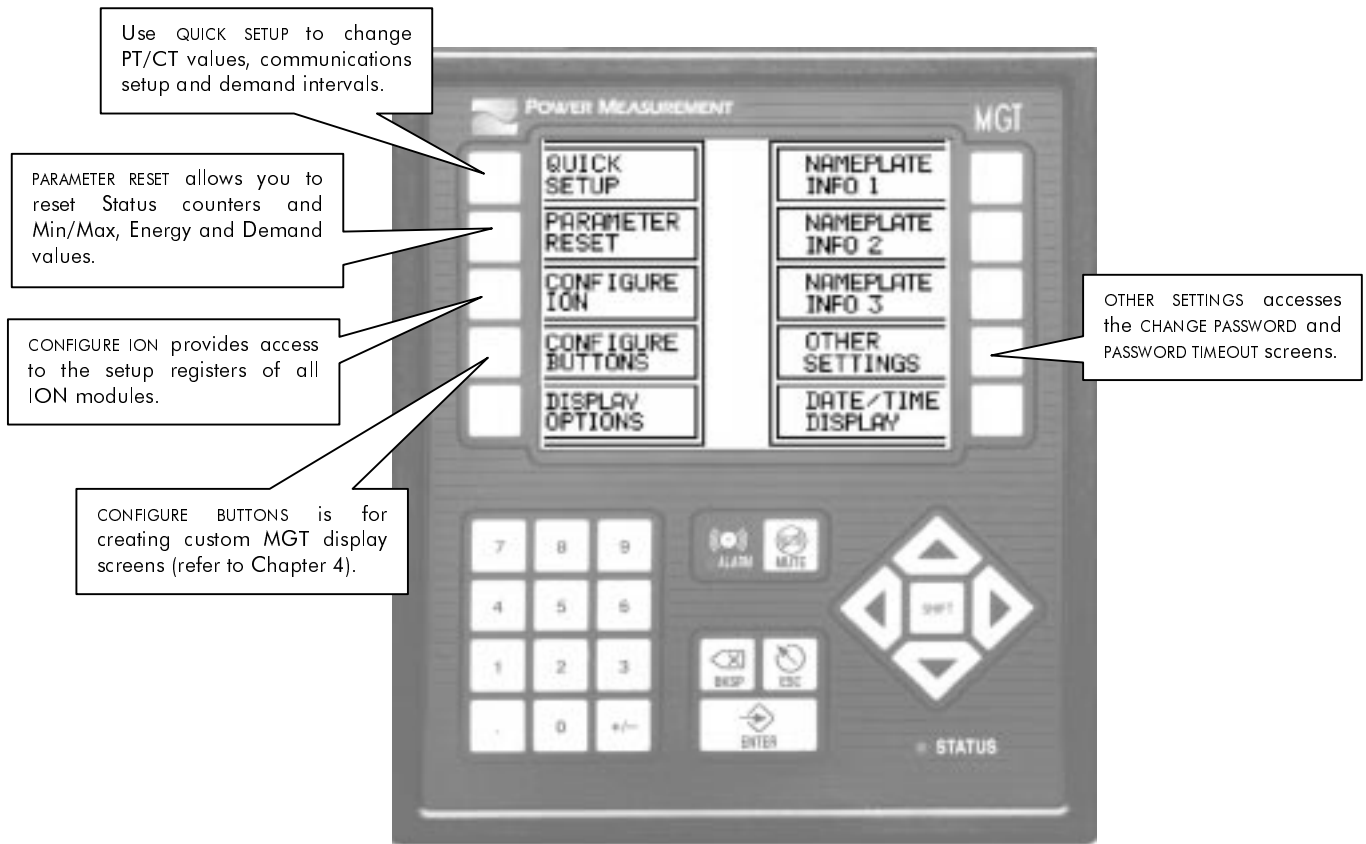 Use QUICK SETUP to change
PT/CT values, communications
setup and demand intervals.
PARAMETER RESET allows you to
reset Status counters and
Min/Max, Energy and Demand
values.
CONFIGURE ION provides access
to the setup registers of all
ION modules.
CONFIGURE BUTTONS is for
creating custom MGT display
screens (refer to Chapter 4).
OTHER SETTINGS accesses
the CHANGE PASSWORD and
PASSWORD TIMEOUT screens.
POWER MEASUREMENT
MGT
QUICK
SETUP
PARAMETER
RESET
CONFIGURE
ION
CONFIGURE
BUTTONS
DISPLAY
OPTIONS
NAMEPLATE
INFO 1
NAMEPLATE
INFO 2
NAMEPLATE
INFO 3
OTHER
SETTINGS
DATE/TIME
DISPLAY
7 8 9
4 5 6
1 2 3
. 0 +/−
ALARM
MUTE
BKSP
ESC
ENTER
SHIFT
STATUS